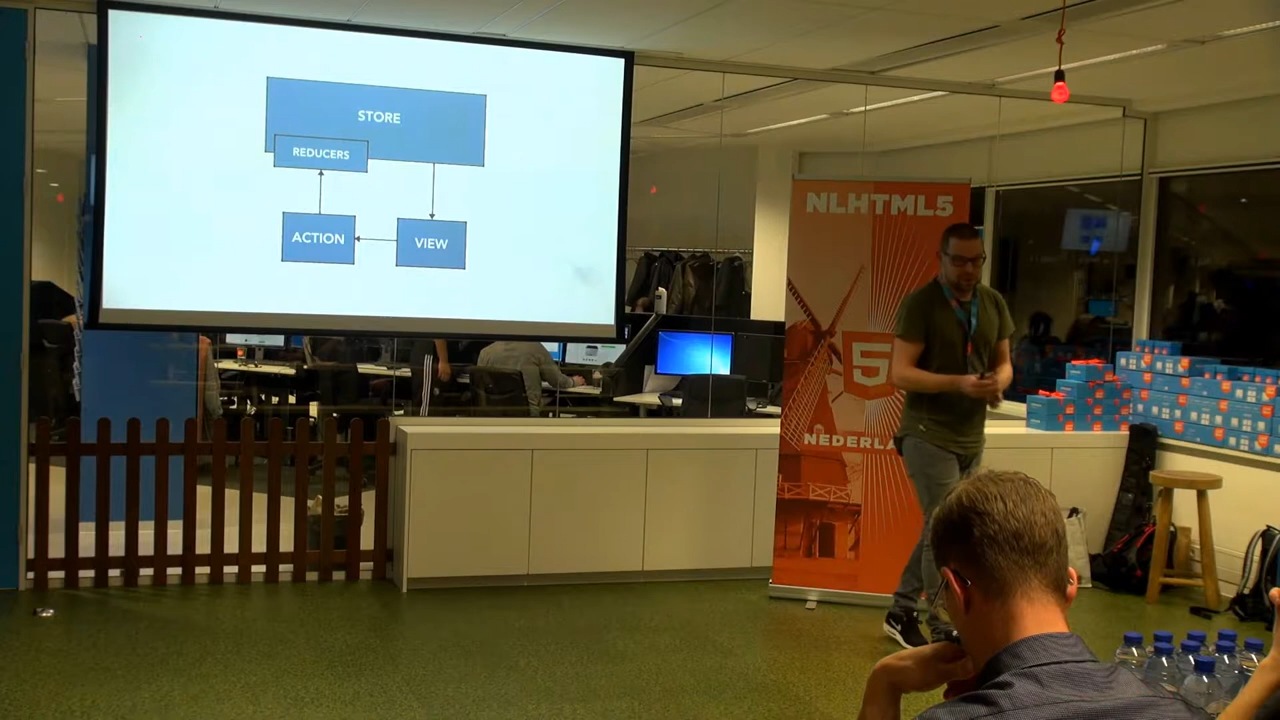 STORE
REDUCERS
ACTION
VIEW
NLHTML5
5
NEDERLA